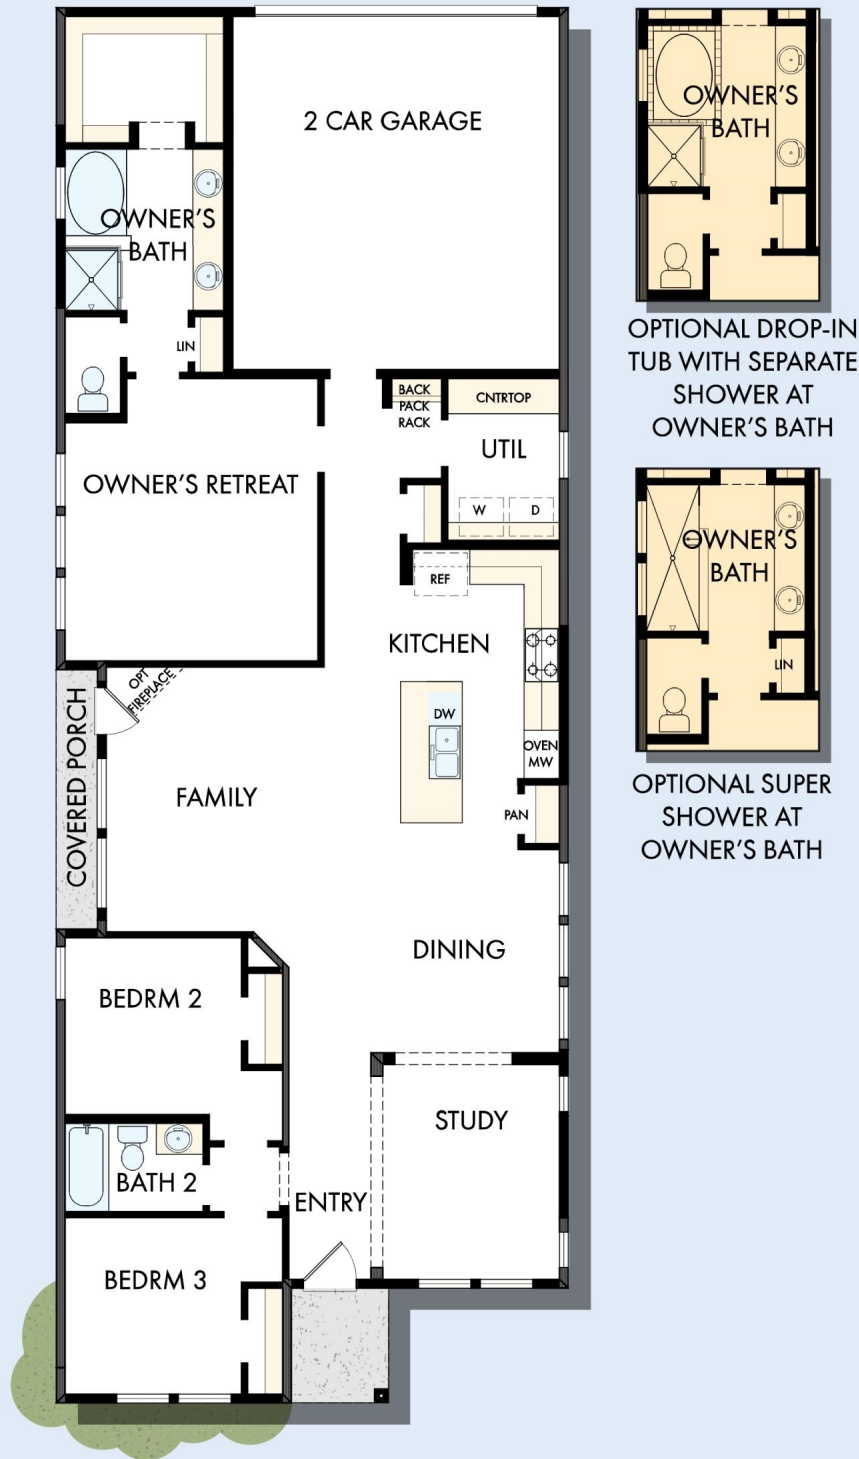 2 CAR GARAGE
OWNER'S
BATH
LIN
BACK
PACK
RACK
CNTRTOP
UTIL
W
D
OWNER'S RETREAT
REF
KITCHEN
OPT
FIREPLACE
DW
OVEN
MW
COVERED PORCH
FAMILY
PAN
DINING
BEDRM 2
STUDY
BATH 2
ENTRY
BEDRM 3
OWNER'S
BATH
OPTIONAL DROP-IN
TUB WITH SEPARATE
SHOWER AT
OWNER'S BATH
OWNER'S
BATH
LIN
OPTIONAL SUPER
SHOWER AT
OWNER'S BATH